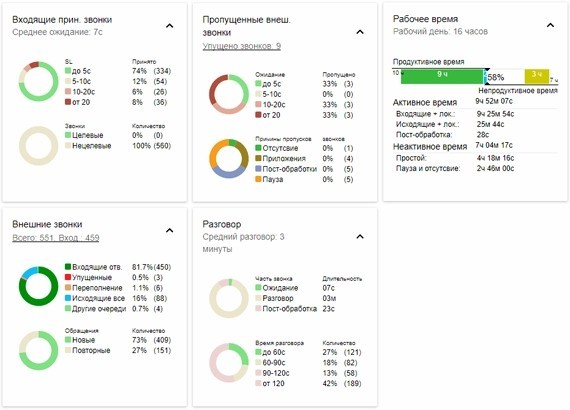 Входящие прин. звонки
Среднее ожидание: 7с
SL Принято
до 5с 74% (334)
5-10с 12% (54)
10-20с 6% (26)
от 20 8% (36)
Звонки Количество
Целевые 0% (0)
Нецелевые 100% (560)
Пропущенные внеш. звонки
Упущено звонков: 9
Ожидание Пропущено
до 5с 33% (3)
5-10с 0% (0)
10-20с 33% (3)
от 20 33% (3)
Причины пропусков звонков
Отсутсвие 0% (1)
Приложения 0% (4)
Пост-обработки 0% (5)
Пауза 0% (5)
Рабочее время
Рабочий день: 16 часов
Продуктивное время
10 ч 9 ч 58% 3 ч 7 ч
Непродуктивное время
Активное время 9ч 52м 07с
Входящие + лок.: 9ч 25м 54с
Исходящие + лок.: 25м 44с
Пост-обработка: 28с
Неактивное время 7ч 04м 17с
Простой: 4ч 18м 16с
Пауза и отсутсвие: 2ч 46м 00с
Внешние звонки
Всего: 551 Вход.: 459
Входящие отв. 81.7% (450)
Упущенные 0.5% (3)
Переполнение 1.1% (6)
Исходящие все 16% (88)
Другие очереди 0.7% (4)
Обращения Количество
Новые 73% (409)
Повторные 27% (151)
Разговор
Средний разговор: 3 минуты
Часть звонка Длительность
Ожидание 07с
Разговор 03м
Пост-обработка 23с
Время разговора Количество
до 60с 27% (121)
60-90с 18% (82)
90-120с 13% (58)
от 120 42% (189)